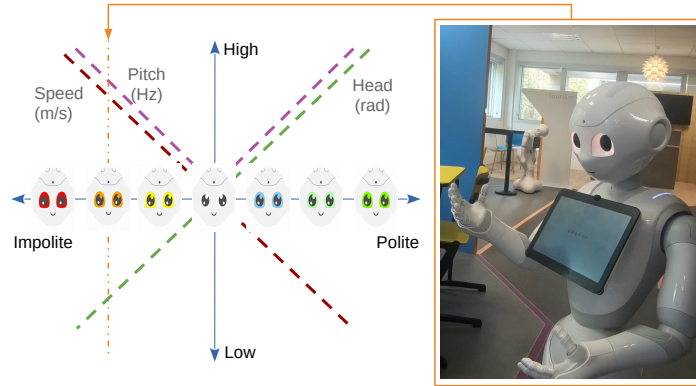 High
Pitch
(Hz)
Speed
(m/s)
Head
(rad)
Impolite
Polite
Low